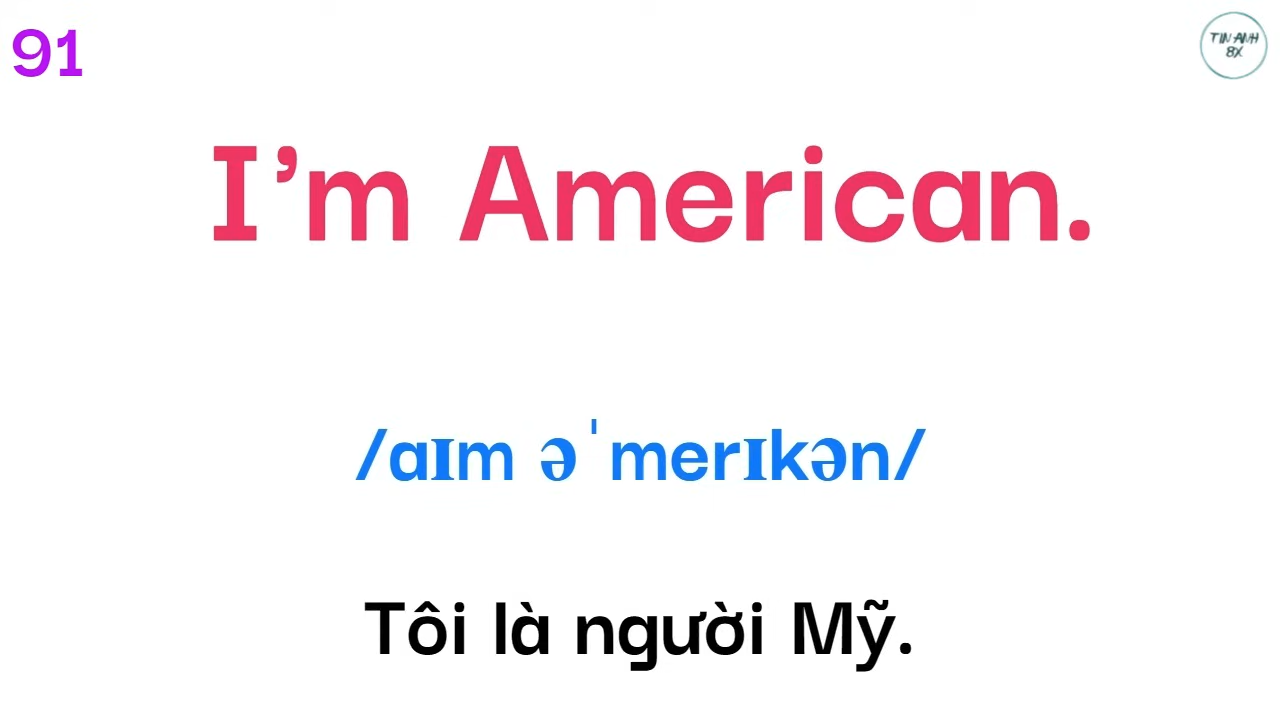 91
TIN ANH
8X
I’m American.
/aɪm əˈmerɪkən/
Tôi là người Mỹ.